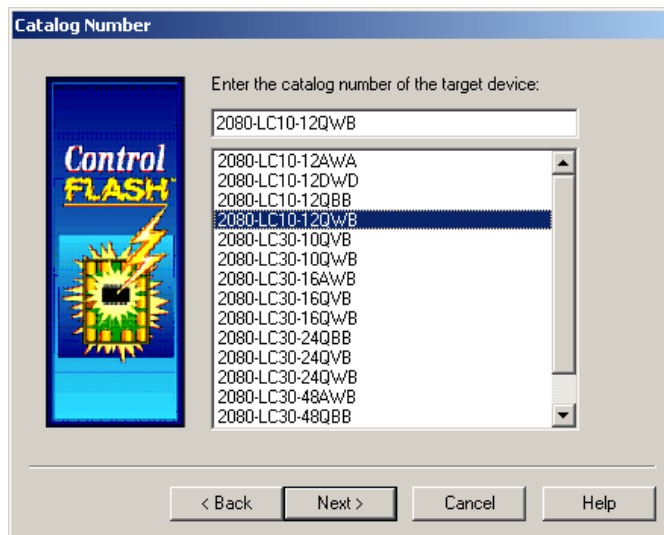 Catalog Number
Enter the catalog number of the target device:
2080-LC10-12QWB
Control
FLASH
2080-LC10-12AWA
2080-LC10-12DWD
2080-LC10-12QBB
2080-LC10-12QWB
2080-LC30-10QVB
2080-LC30-10QWB
2080-LC30-16AWB
2080-LC30-16QVB
2080-LC30-16QWB
2080-LC30-24QBB
2080-LC30-24QVB
2080-LC30-24QWB
2080-LC30-48AWB
2080-LC30-48QBB
< Back
Next >
Cancel
Help